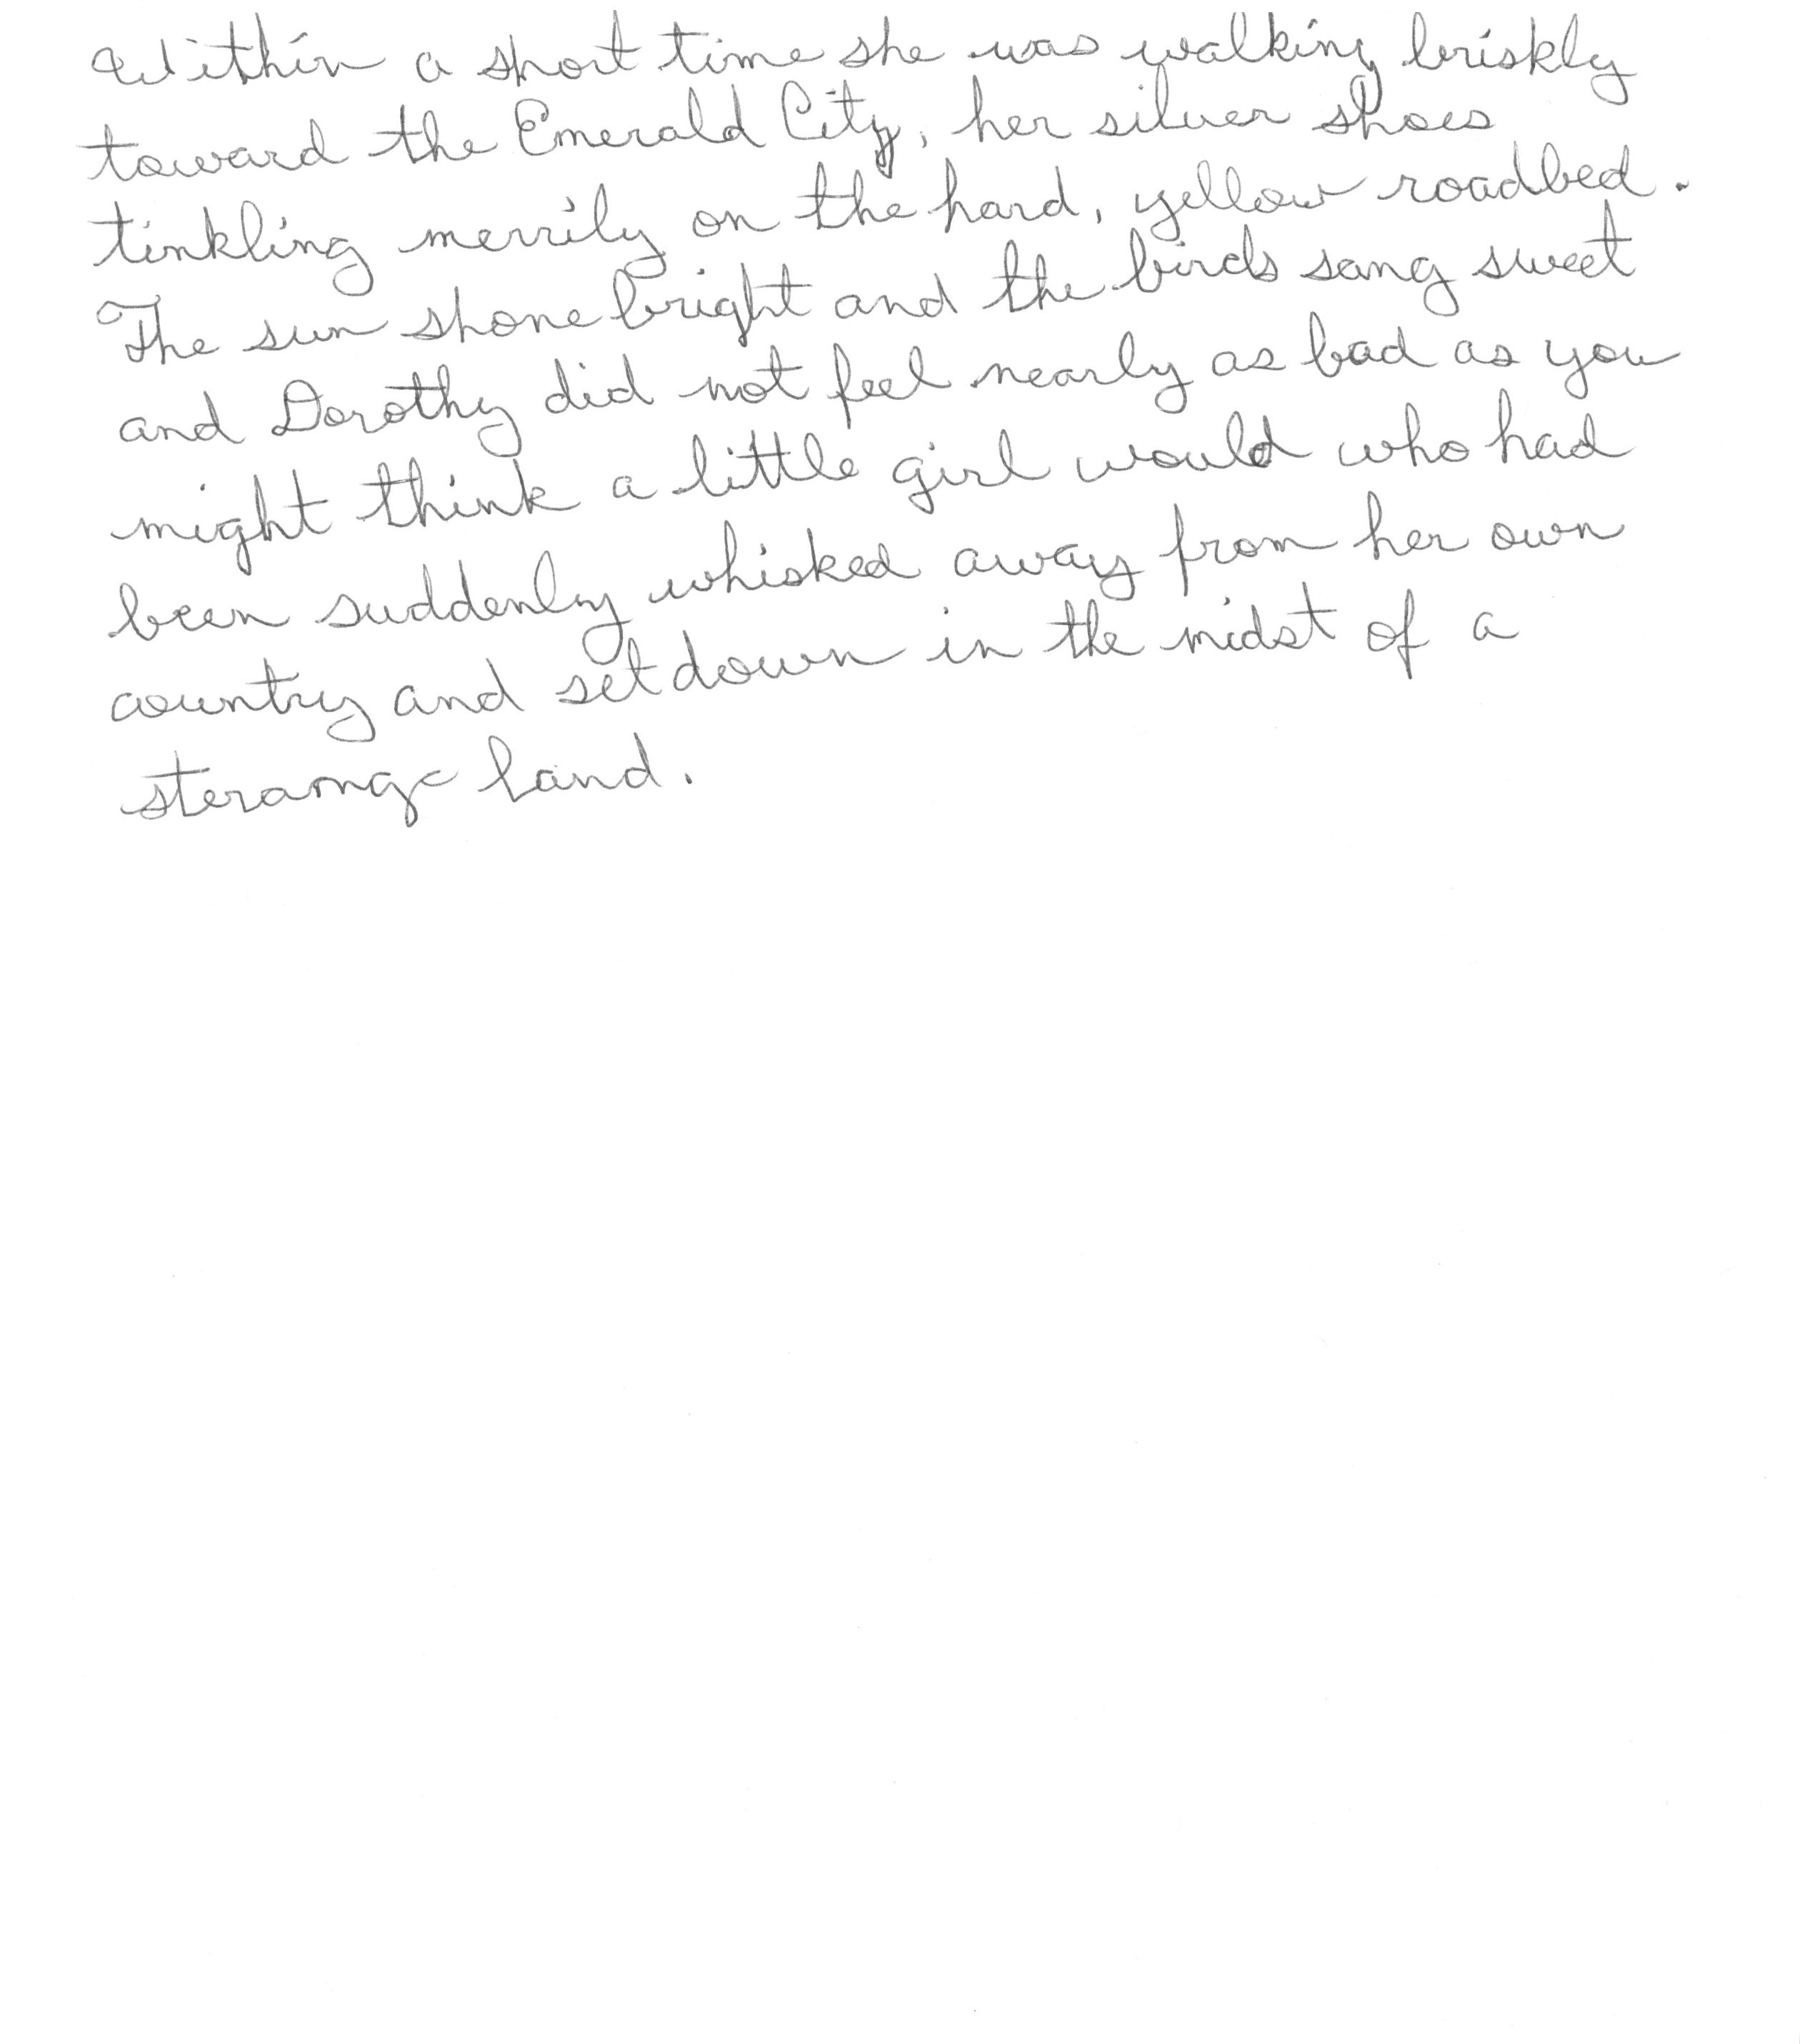 Within a short time she was walking briskly
toward the Emerald City, her silver shoes
tinkling merrily on the hard, yellow roadbed.
The sun shone bright and the birds sang sweet
and Dorothy did not feel nearly as bad as you
might think a little girl would who had
been suddenly whisked away from her own
country and set down in the midst of a
sterange land.